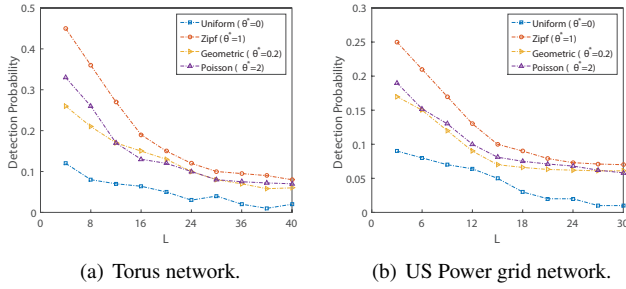 0.5
0.4
0.3
0.2
0.1
0
Detection Probability
0 8 16 24 36 40
L
Uniform (θ*=0)
Zipf (θ*=1)
Geometric (θ*=0.2)
Poisson (θ*=2)
(a) Torus network.
0.3
0.25
0.2
0.15
0.1
0.05
0
Detection Probability
0 6 12 18 24 30
L
Uniform (θ*=0)
Zipf (θ*=1)
Geometric (θ*=0.2)
Poisson (θ*=2)
(b) US Power grid network.